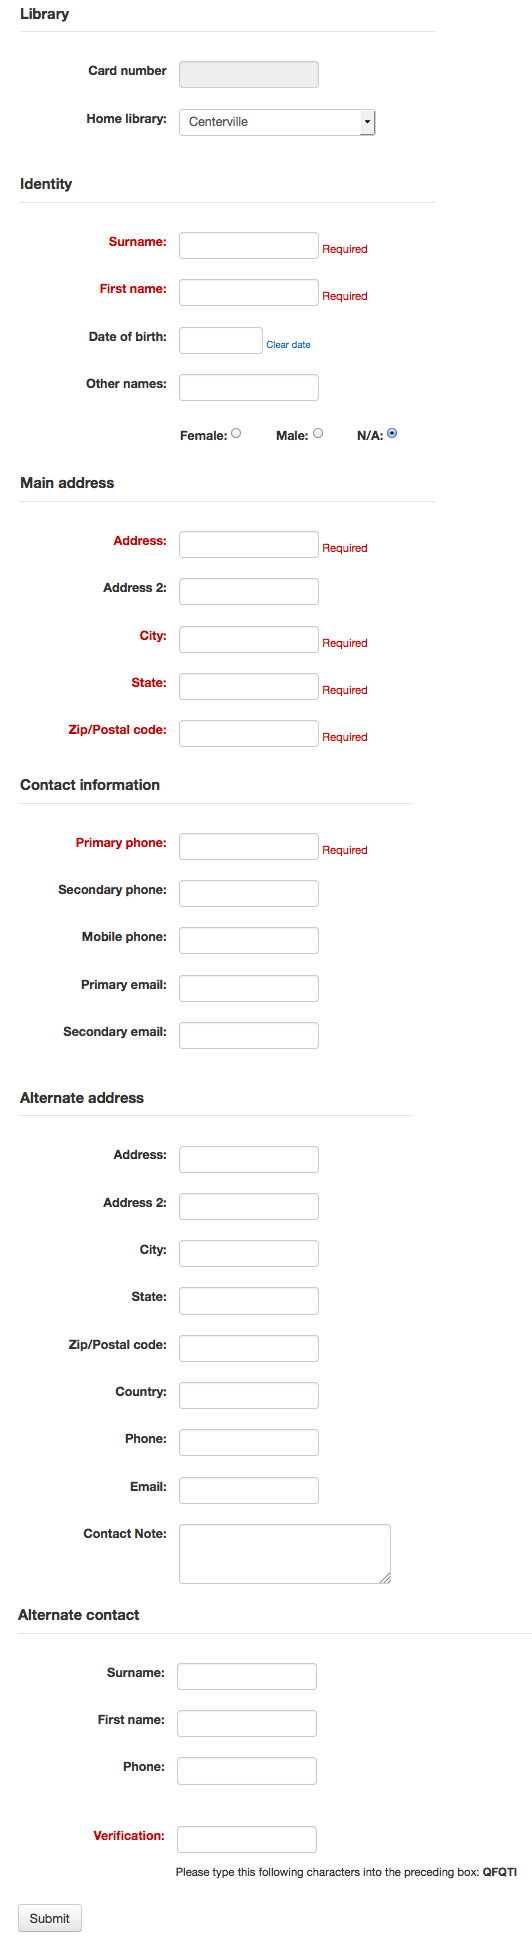 Library
Card number
Home library: Centerville
Identity
Surname: Required
First name: Required
Date of birth: Clear date
Other names:
Female: Male: N/A:
Main address
Address: Required
Address 2:
City: Required
State: Required
Zip/Postal code: Required
Contact information
Primary phone: Required
Secondary phone:
Mobile phone:
Primary email:
Secondary email:
Alternate address
Address:
Address 2:
City:
State:
Zip/Postal code:
Country:
Phone:
Email:
Contact Note:
Alternate contact
Surname:
First name:
Phone:
Verification:
Please type this following characters into the preceding box: QFQTI
Submit